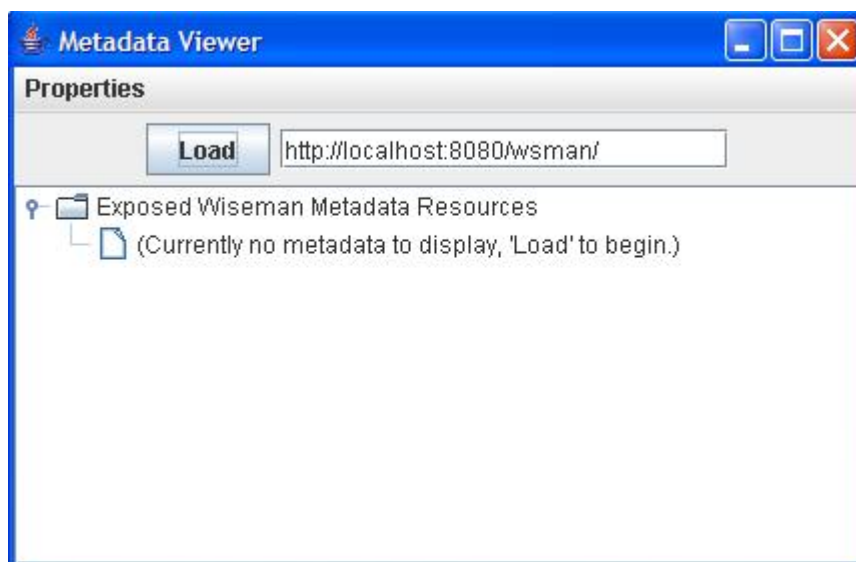 Metadata Viewer
Properties
Load http://localhost:8080/wsman/
Exposed Wiseman Metadata Resources
(Currently no metadata to display, 'Load' to begin.)